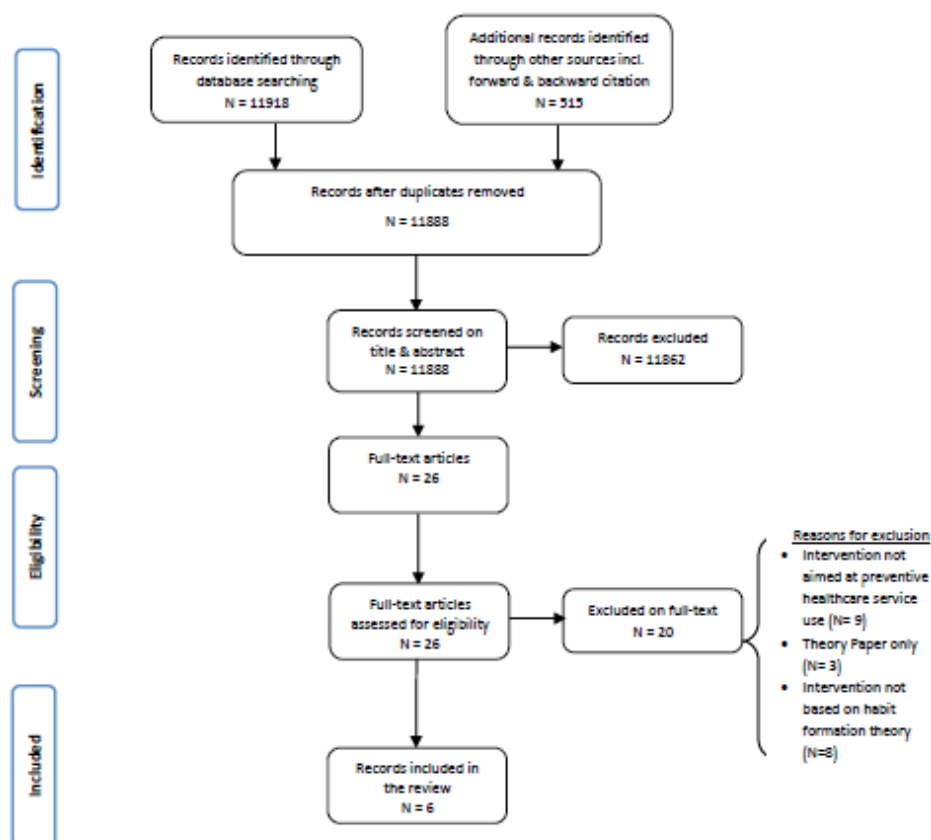 Identification
Records identified through
database searching
N = 11918
Additional records identified
through other sources incl.
forward & backward citation
N = 515
Records after duplicates removed
N = 11888
Screening
Records screened on
title & abstract
N = 11888
Records excluded
N = 11862
Full-text articles
N = 26
Eligibility
Full-text articles
assessed for eligibility
N = 26
Excluded on full-text
N = 20
Reasons for exclusion
• Intervention not
aimed at preventive
healthcare service
use (N= 9)
• Theory Paper only
(N= 3)
• Intervention not
based on habit
formation theory
(N=8)
Included
Records included in
the review
N = 6